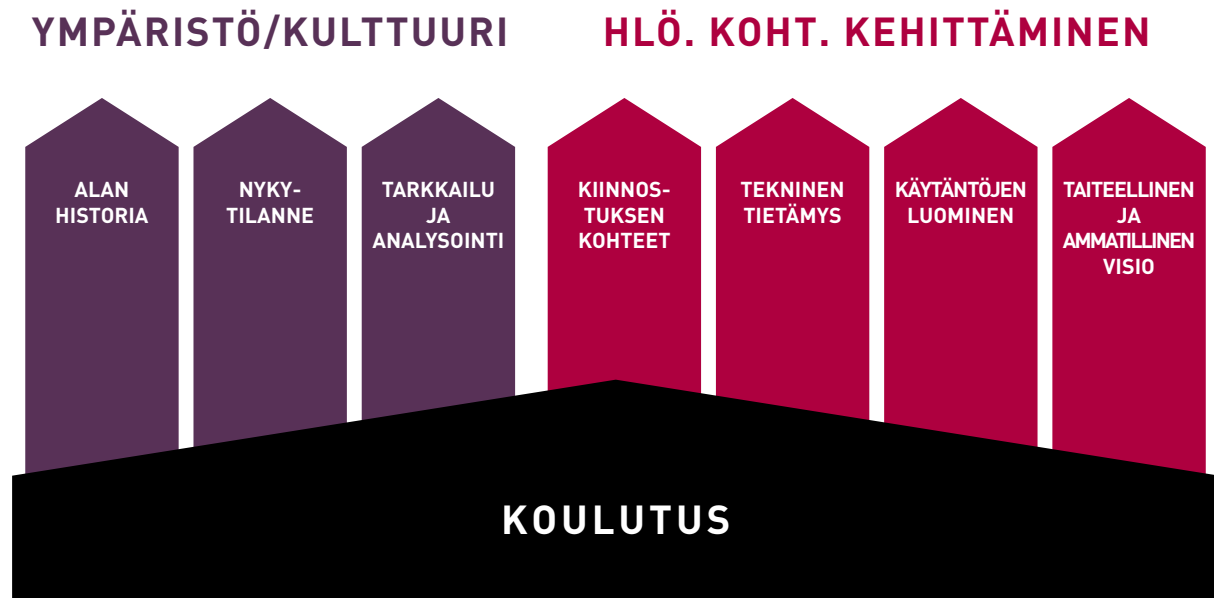 YMPÄRISTÖ/KULTTUURI
HLÖ. KOHT. KEHITTÄMINEN
ALAN
HISTORIA
NYKY-
TILANNE
TARKKAILU
JA
ANALYSOINTI
KIINNOS-
TUKSEN
KOHTEET
TEKNINEN
TIETÄMYS
KÄYTÄNTÖJEN
LUOMINEN
TAITEELLINEN
JA
AMMATILLINEN
VISIO
KOULUTUS